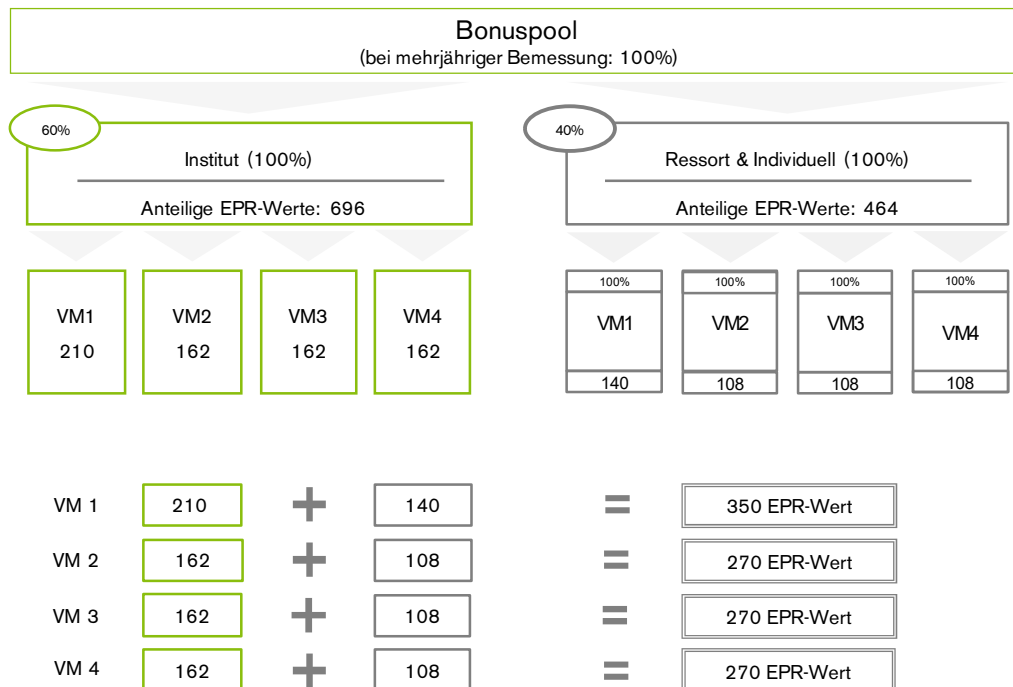 Bonuspool
(bei mehrjähriger Bemessung: 100%)
60%
Institut (100%)
Anteilige EPR-Werte: 696
40%
Ressort & Individuell (100%)
Anteilige EPR-Werte: 464
VM1
210
VM2
162
VM3
162
VM4
162
100%
VM1
140
100%
VM2
108
100%
VM3
108
100%
VM4
108
VM 1 210 + 140 = 350 EPR-Wert
VM 2 162 + 108 = 270 EPR-Wert
VM 3 162 + 108 = 270 EPR-Wert
VM 4 162 + 108 = 270 EPR-Wert